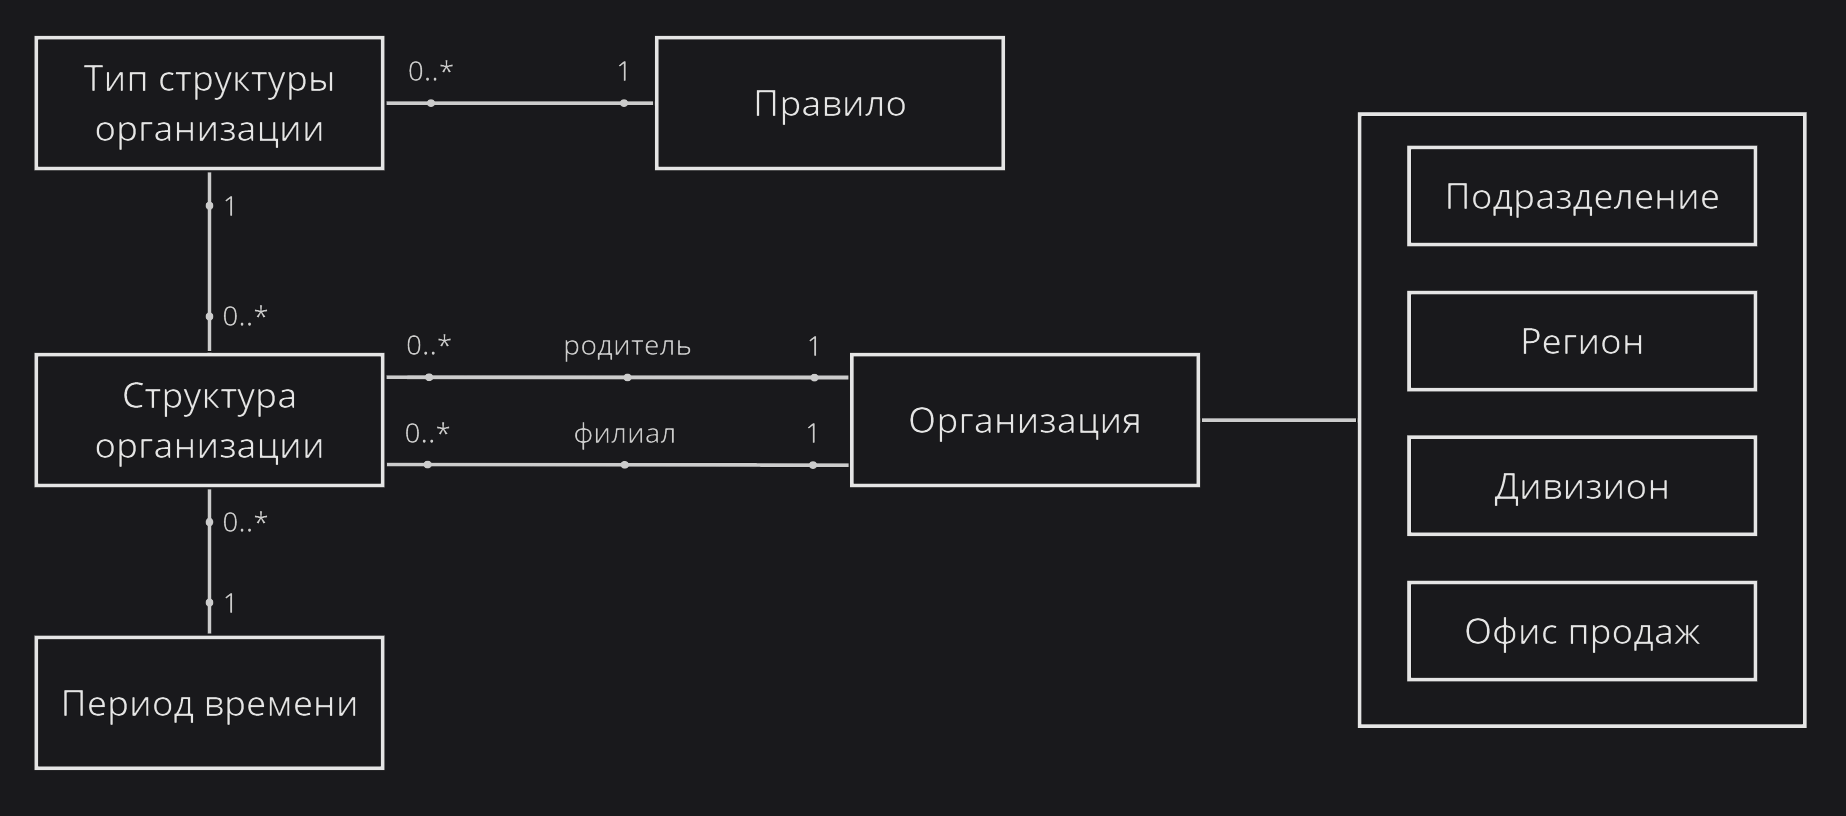 Тип структуры
организации
0..*
1
Правило
1
0..*
Структура
организации
0..*
родитель
1
0..*
филиал
1
Организация
0..*
1
Период времени
Подразделение
Регион
Дивизион
Офис продаж